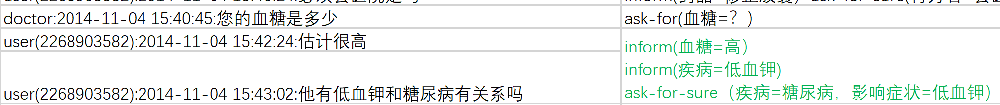 doctor:2014-11-04 15:40:45:您的血糖是多少
ask-for(血糖=？)
user(2268903582):2014-11-04 15:42:24:估计很高
inform(血糖=高）
inform(疾病=低血钾)
user(2268903582):2014-11-04 15:43:02:他有低血钾和糖尿病有关系吗
ask-for-sure（疾病=糖尿病，影响症状=低血钾）